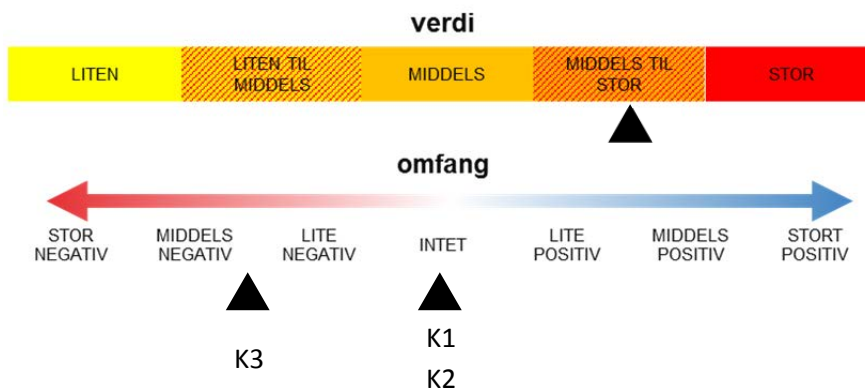 verdi
LITEN
LITEN TIL
MIDDELS
MIDDELS
MIDDELS TIL
STOR
STOR
omfang
STOR
NEGATIV
MIDDELS
NEGATIV
LITE
NEGATIV
INTET
LITE
POSITIV
MIDDELS
POSITIV
STORT
POSITIV
K3
K1
K2